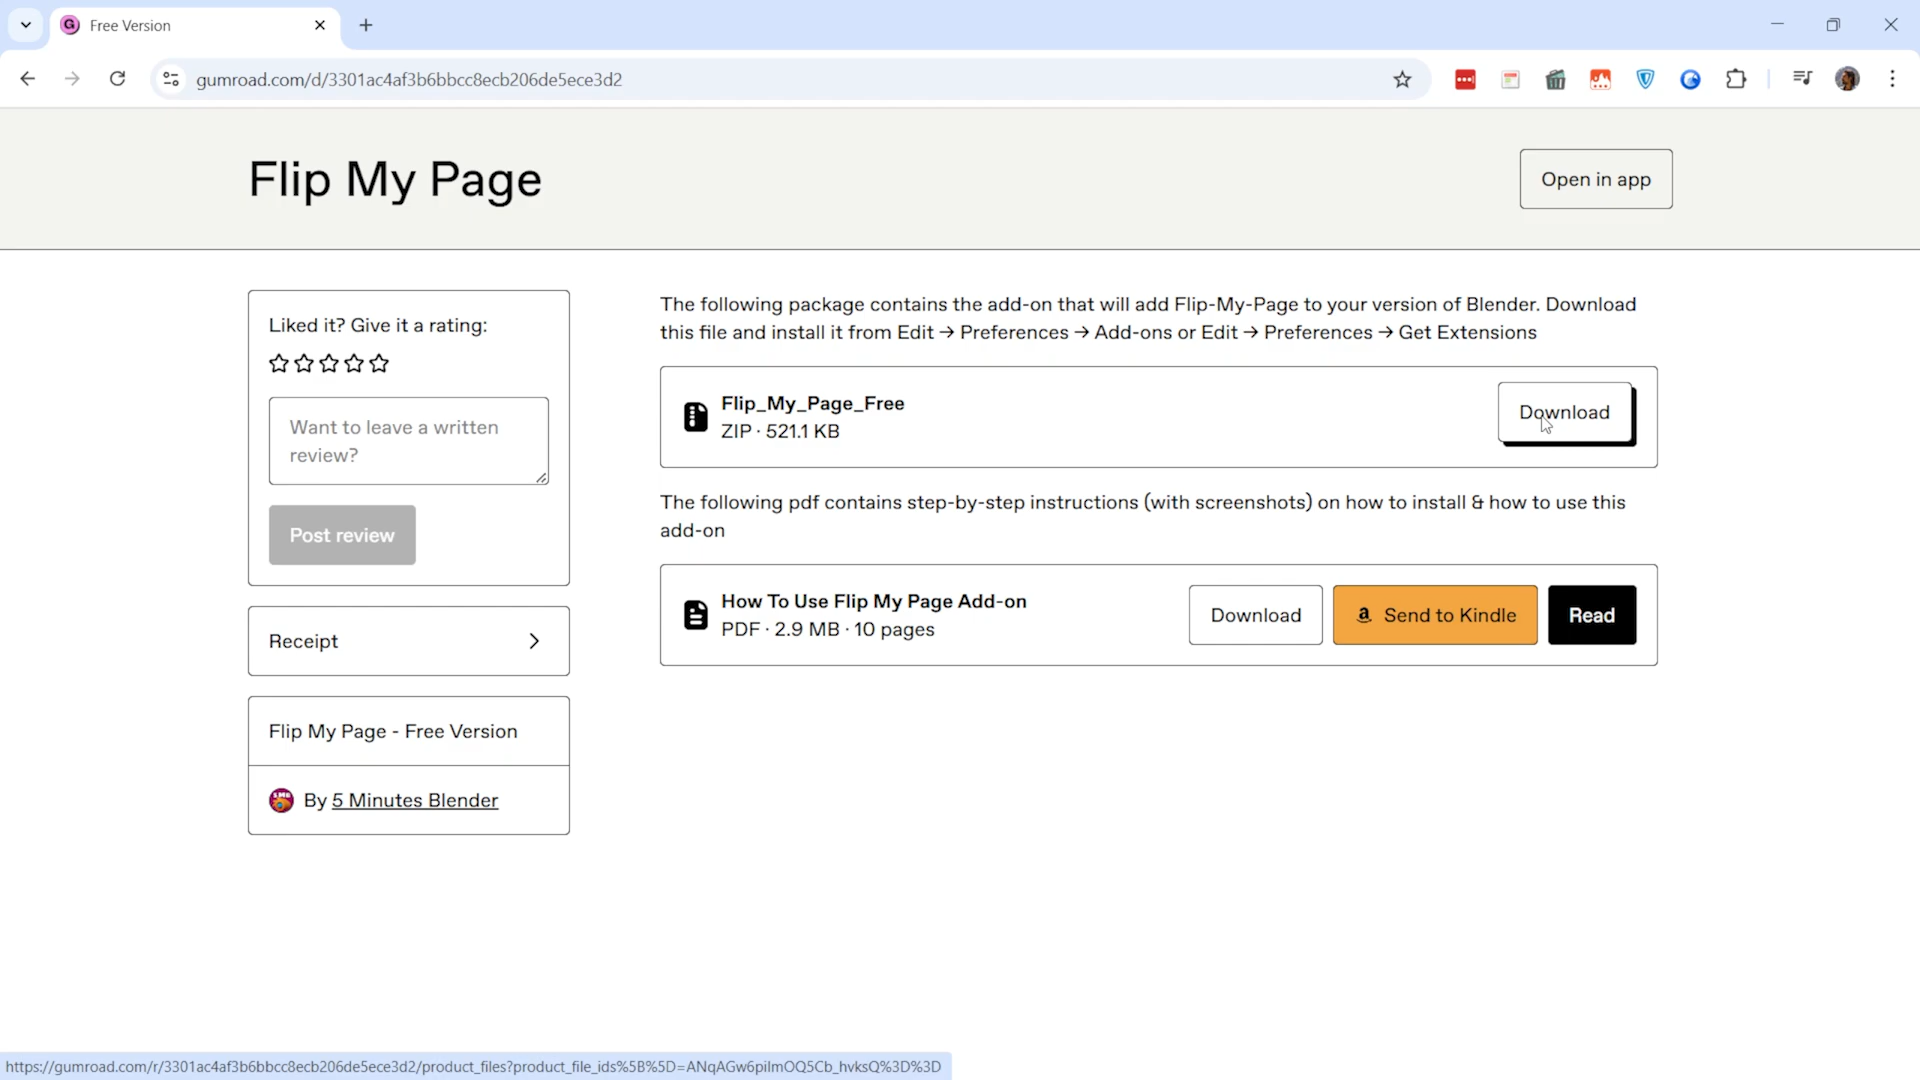 Free Version
gumroad.com/d/3301ac4af3b6bbcc8ecb206de5ece3d2
Flip My Page
Open in app
Liked it? Give it a rating:
Want to leave a written
review?
Post review
Receipt
Flip My Page - Free Version
By 5 Minutes Blender
The following package contains the add-on that will add Flip-My-Page to your version of Blender. Download
this file and install it from Edit → Preferences → Add-ons or Edit → Preferences → Get Extensions
Flip_My_Page_Free
ZIP · 521.1 KB
Download
The following pdf contains step-by-step instructions (with screenshots) on how to install & how to use this
add-on
How To Use Flip My Page Add-on
PDF · 2.9 MB · 10 pages
Download
Send to Kindle
Read
https://gumroad.com/r/3301ac4af3b6bbcc8ecb206de5ece3d2/product_files?product_file_ids%5B%5D=ANqAGw6pilmOQ5Cb_hvksQ%3D%3D